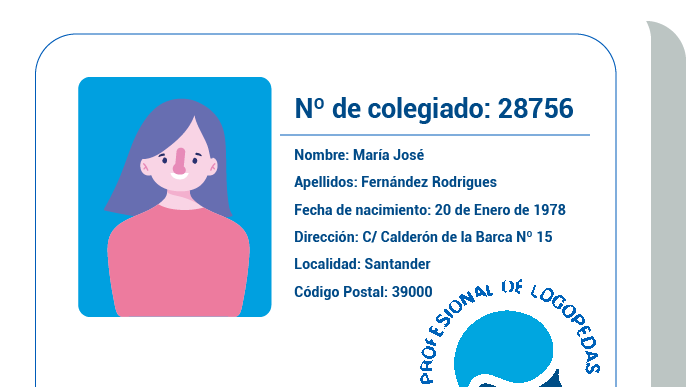 Nº de colegiado: 28756
Nombre: María José
Apellidos: Fernández Rodrigues
Fecha de nacimiento: 20 de Enero de 1978
Dirección: C/ Calderón de la Barca Nº 15
Localidad: Santander
Código Postal: 39000
PROFESIONAL DE LOGOPEDAS